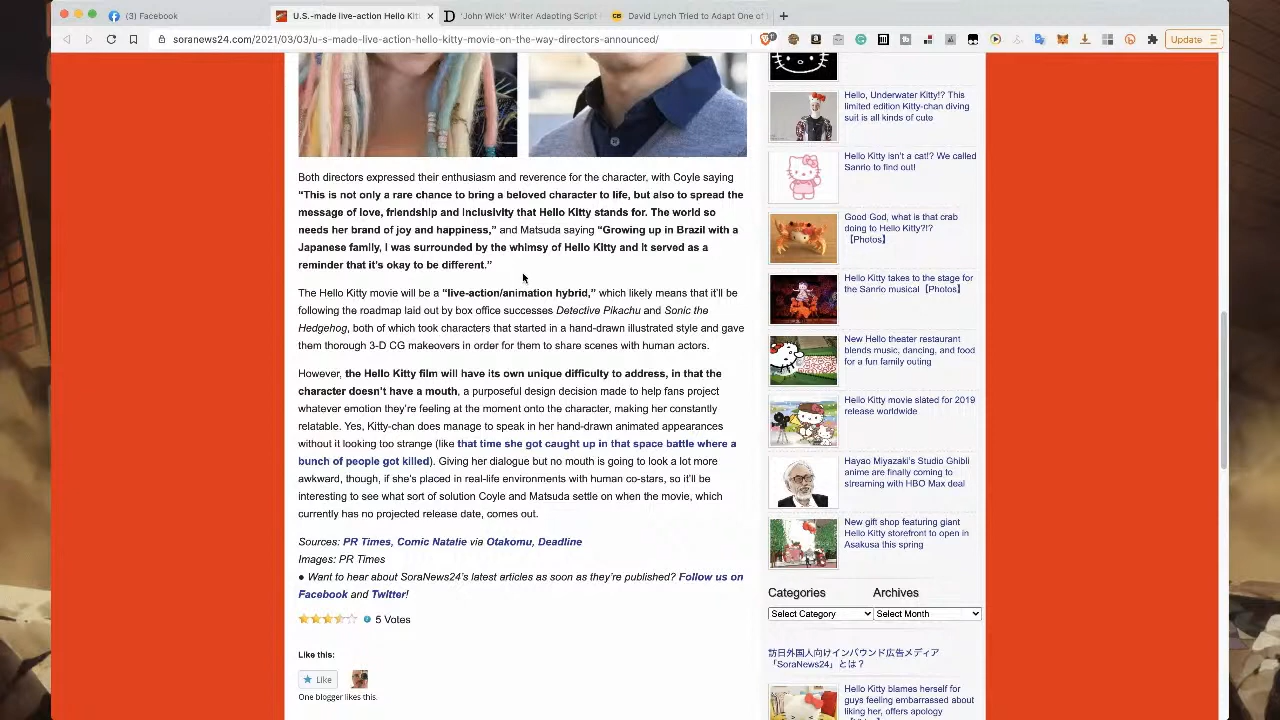 (3) Facebook
U.S.-made live-action Hello Kit
'John Wick' Writer Adapting Script
David Lynch Tried to Adapt One of
soranews24.com/2021/03/03/u-s-made-live-action-hello-kitty-movie-on-the-way-directors-announced/
Update
Both directors expressed their enthusiasm and reverence for the character, with Coyle saying
“This is not only a rare chance to bring a beloved character to life, but also to spread the
message of love, friendship and inclusivity that Hello Kitty stands for. The world so
needs her brand of joy and happiness,” and Matsuda saying “Growing up in Brazil with a
Japanese family, I was surrounded by the whimsy of Hello Kitty and it served as a
reminder that it’s okay to be different.”
The Hello Kitty movie will be a “live-action/animation hybrid,” which likely means that it’ll be
following the roadmap laid out by box office successes Detective Pikachu and Sonic the
Hedgehog, both of which took characters that started in a hand-drawn illustrated style and gave
them thorough 3-D CG makeovers in order for them to share scenes with human actors.
However, the Hello Kitty film will have its own unique difficulty to address, in that the
character doesn’t have a mouth, a purposeful design decision made to help fans project
whatever emotion they’re feeling at the moment onto the character, making her constantly
relatable. Yes, Kitty-chan does manage to speak in her hand-drawn animated appearances
without it looking too strange (like that time she got caught up in that space battle where a
bunch of people got killed). Giving her dialogue but no mouth is going to look a lot more
awkward, though, if she’s placed in real-life environments with human co-stars, so it’ll be
interesting to see what sort of solution Coyle and Matsuda settle on when the movie, which
currently has no projected release date, comes out.
Sources: PR Times, Comic Natalie via Otakomu, Deadline
Images: PR Times
● Want to hear about SoraNews24’s latest articles as soon as they’re published? Follow us on
Facebook and Twitter!
5 Votes
Like this:
Like
One blogger likes this.
Hello, Underwater Kitty!? This
limited edition Kitty-chan diving
suit is all kinds of cute
Hello Kitty isn’t a cat!? We called
Sanrio to find out!
Good God, what is that crab
doing to Hello Kitty?!?
【Photos】
Hello Kitty takes to the stage for
the Sanrio musical【Photos】
New Hello theater restaurant
blends music, dancing, and food
for a fun family outing
Hello Kitty movie slated for 2019
release worldwide
Hayao Miyazaki’s Studio Ghibli
anime are finally coming to
streaming with HBO Max deal
New gift shop featuring giant
Hello Kitty storefront to open in
Asakusa this spring
Categories Archives
Select Category Select Month
訪日外国人向けインバウンド広告メディア
「SoraNews24」とは？
Hello Kitty blames herself for
guys feeling embarrassed about
liking her, offers apology